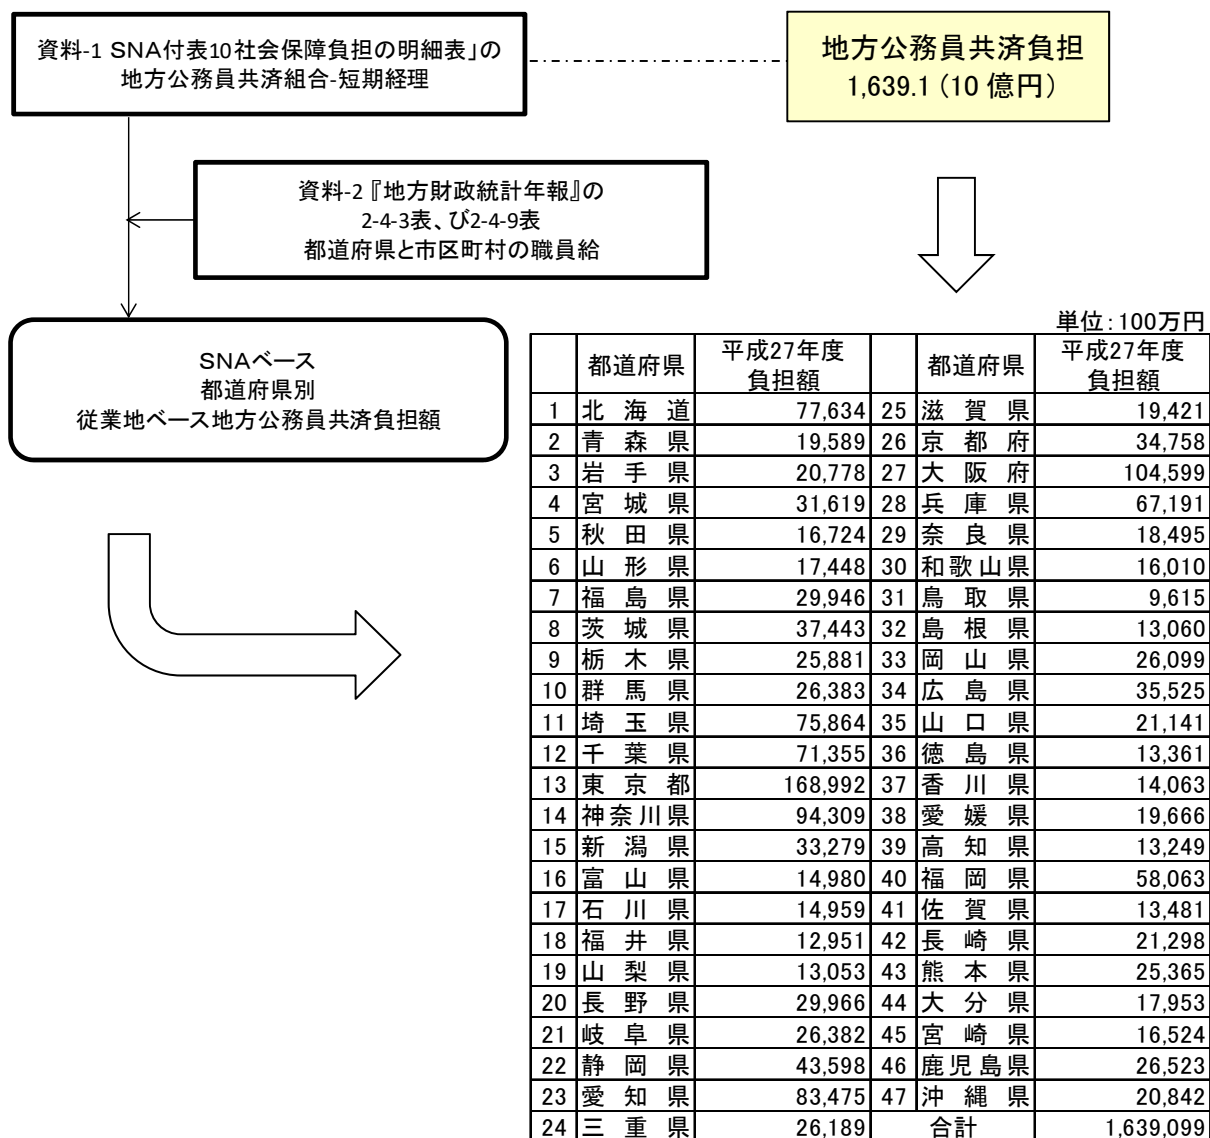 資料-1 SNA付表10社会保障負担の明細表」の
地方公務員共済組合-短期経理
地方公務員共済負担
1,639.1（10 億円）
資料-2『地方財政統計年報』の
2-4-3表、び2-4-9表
都道府県と市区町村の職員給
SNAベース
都道府県別
従業地ベース地方公務員共済負担額
単位：100万円
都道府県 平成27年度 負担額 都道府県 平成27年度 負担額
1 北海道 77,634 25 滋賀県 19,421
2 青森県 19,589 26 京都府 34,758
3 岩手県 20,778 27 大阪府 104,599
4 宮城県 31,619 28 兵庫県 67,191
5 秋田県 16,724 29 奈良県 18,495
6 山形県 17,448 30 和歌山県 16,010
7 福島県 29,946 31 鳥取県 9,615
8 茨城県 37,443 32 島根県 13,060
9 栃木県 25,881 33 岡山県 26,099
10 群馬県 26,383 34 広島県 35,525
11 埼玉県 75,864 35 山口県 21,141
12 千葉県 71,355 36 徳島県 13,361
13 東京都 168,992 37 香川県 14,063
14 神奈川県 94,309 38 愛媛県 19,666
15 新潟県 33,279 39 高知県 13,249
16 富山県 14,980 40 福岡県 58,063
17 石川県 14,959 41 佐賀県 13,481
18 福井県 12,951 42 長崎県 21,298
19 山梨県 13,053 43 熊本県 25,365
20 長野県 29,966 44 大分県 17,953
21 岐阜県 26,382 45 宮崎県 16,524
22 静岡県 43,598 46 鹿児島県 26,523
23 愛知県 83,475 47 沖縄県 20,842
24 三重県 26,189 合計 1,639,099